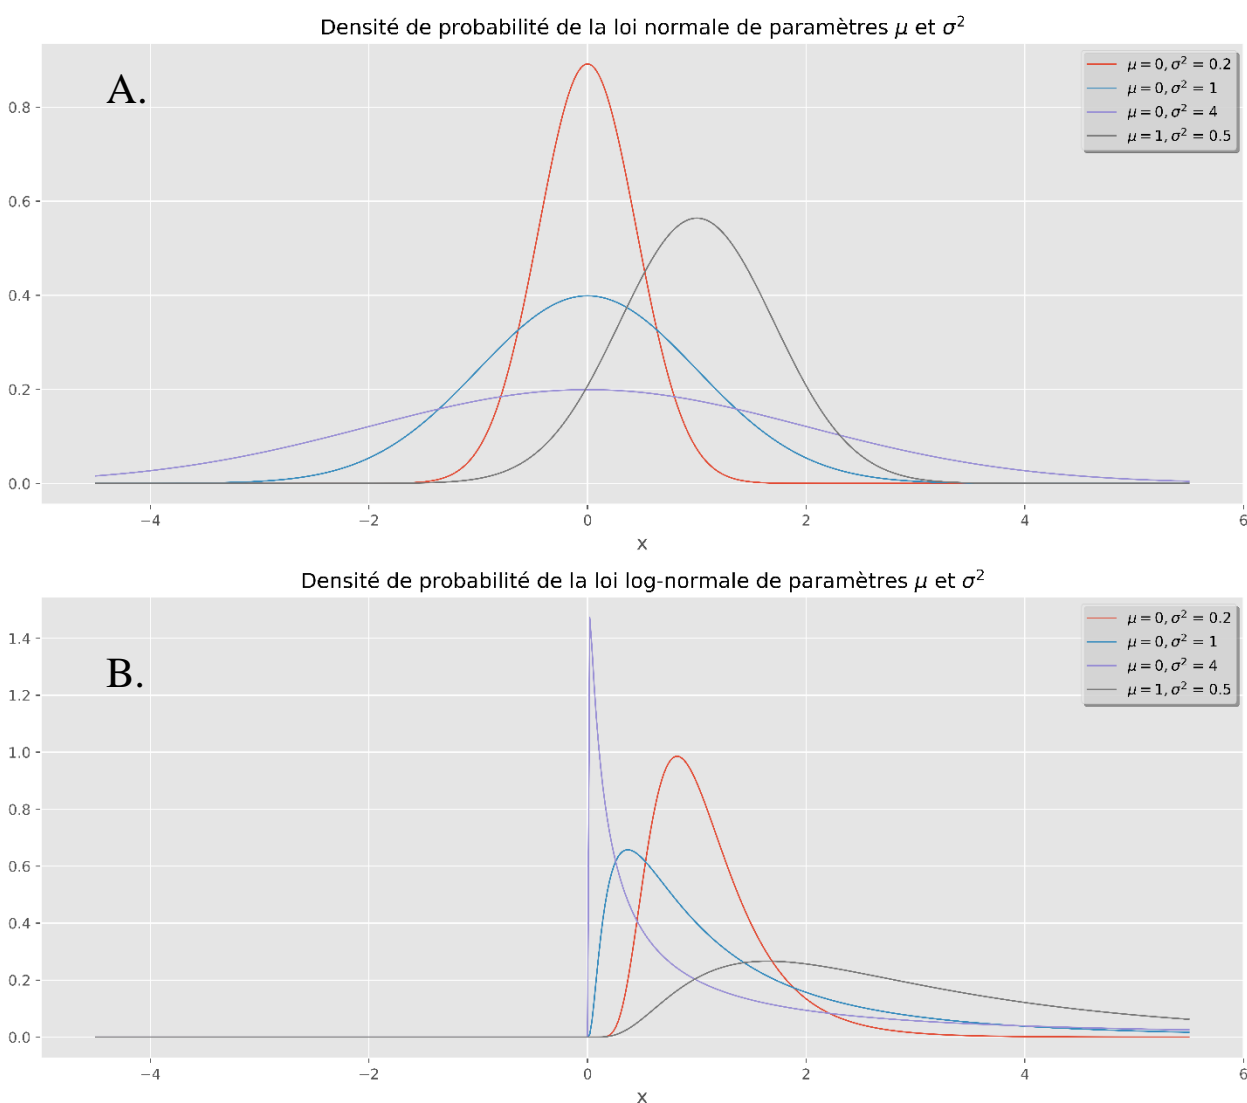 Densité de probabilité de la loi normale de paramètres μ et σ²
A.
μ = 0, σ² = 0.2
μ = 0, σ² = 1
μ = 0, σ² = 4
μ = 1, σ² = 0.5
0.8
0.6
0.4
0.2
0.0
−4 −2 0 2 4 6
x
Densité de probabilité de la loi log-normale de paramètres μ et σ²
B.
μ = 0, σ² = 0.2
μ = 0, σ² = 1
μ = 0, σ² = 4
μ = 1, σ² = 0.5
1.4
1.2
1.0
0.8
0.6
0.4
0.2
0.0
−4 −2 0 2 4 6
x